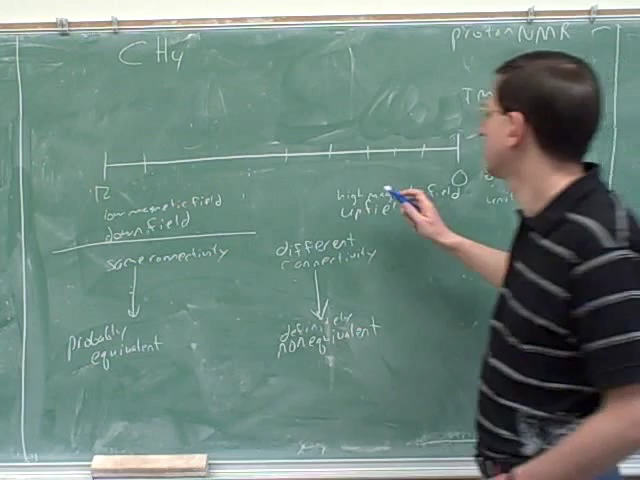 CH4
proton NMR
TM
12
0
low magnetic field
downfield
high magnetic field
upfield
same connectivity
different
connectivity
probably
equivalent
definitely
nonequivalent